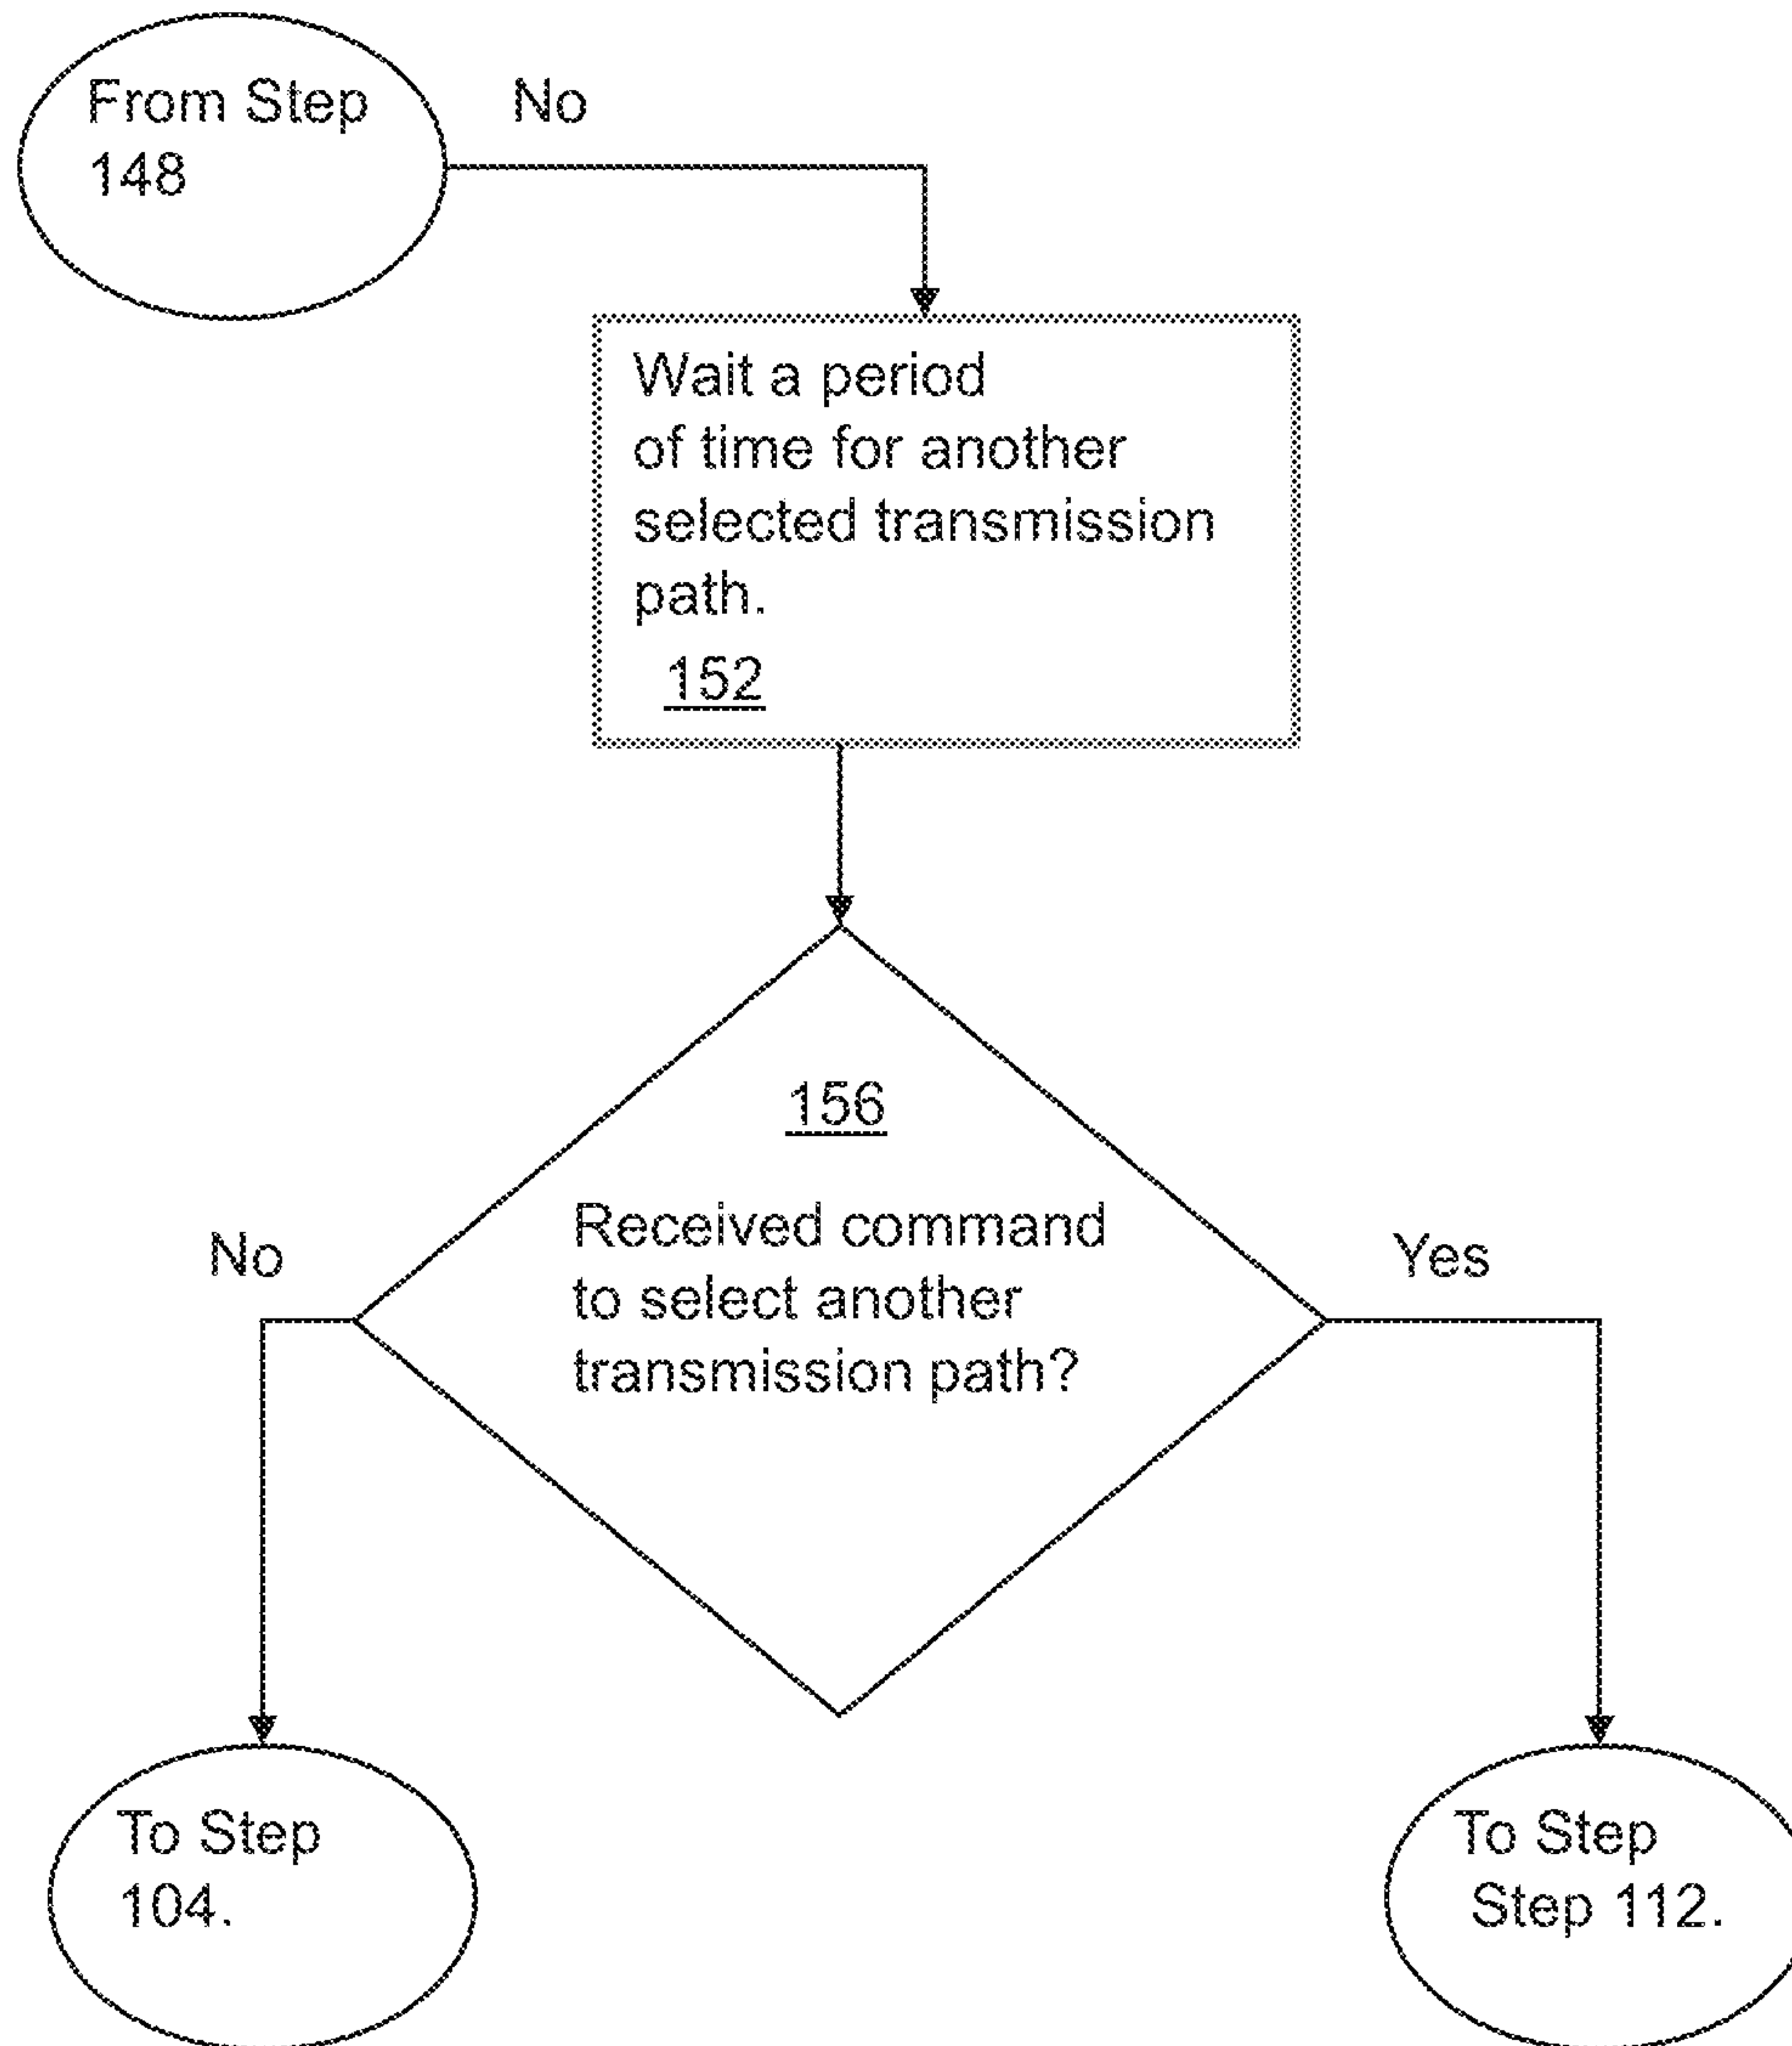 From Step
148
No
Wait a period
of time for another
selected transmission
path.
152
156
Received command
to select another
transmission path?
No
Yes
To Step
104.
To Step
Step 112.